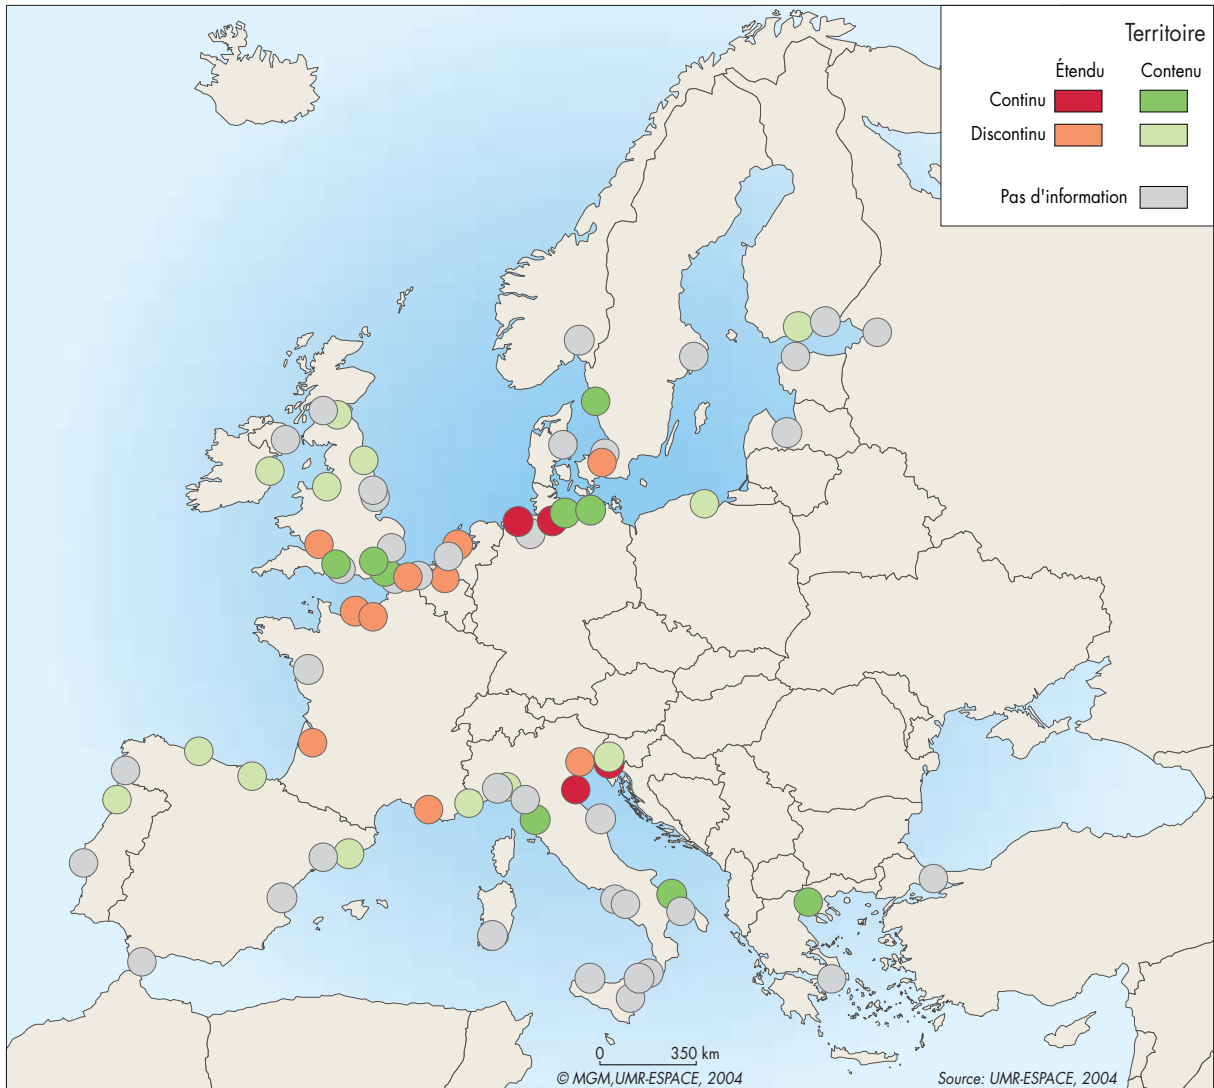 Territoire
Étendu Contenu
Continu
Discontinu
Pas d'information
0 350 km
© MGM,UMR-ESPACE, 2004
Source: UMR-ESPACE, 2004